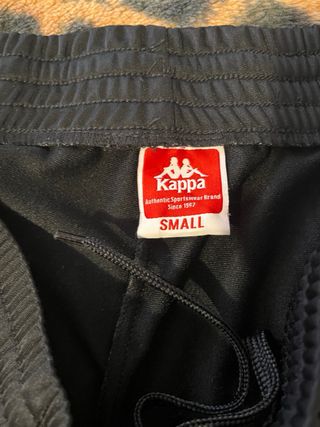 Kappa
Authentic Sportswear Brand
Since 1967
SMALL